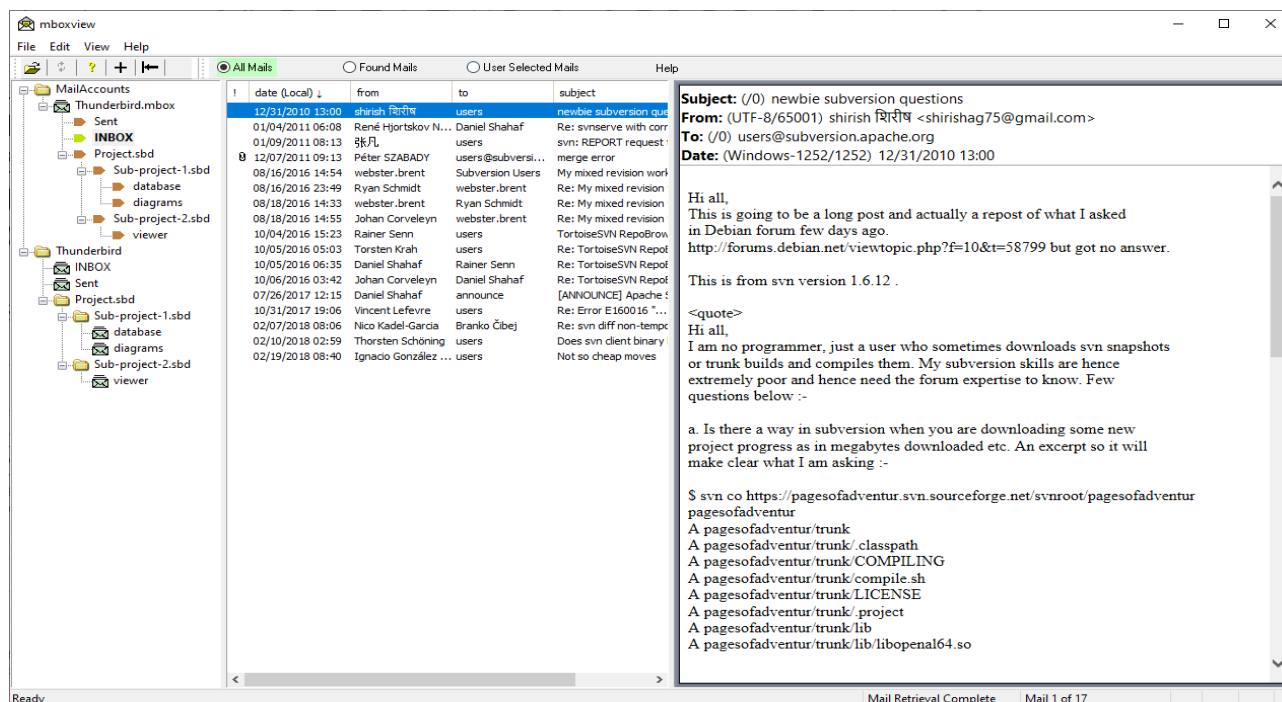 mboxview
File Edit View Help
? All Mails Found Mails User Selected Mails Help
MailAccounts
Thunderbird.mbox
Sent
INBOX
Project.sbd
Sub-project-1.sbd
database
diagrams
Sub-project-2.sbd
viewer
Thunderbird
INBOX
Sent
Project.sbd
Sub-project-1.sbd
database
diagrams
Sub-project-2.sbd
viewer
! date (Local) ↓ from to subject
12/31/2010 13:00 shirish शिरीष users newbie subversion que
01/04/2011 06:08 René Hjortskov N... Daniel Shahaf Re: svnserve with corr
01/09/2011 08:13 张凡 users svn: REPORT request
12/07/2011 09:13 Péter SZABADY users@subversi... merge error
08/16/2016 14:54 webster.brent Subversion Users My mixed revision work
08/16/2016 23:49 Ryan Schmidt webster.brent Re: My mixed revision
08/18/2016 14:33 webster.brent Ryan Schmidt Re: My mixed revision
08/18/2016 14:55 Johan Corveleyn webster.brent Re: My mixed revision
10/04/2016 15:23 Rainer Senn users TortoiseSVN RepoBrow
10/05/2016 05:03 Torsten Krah users Re: TortoiseSVN RepoB
10/05/2016 06:35 Daniel Shahaf Rainer Senn Re: TortoiseSVN RepoB
10/06/2016 03:42 Johan Corveleyn Daniel Shahaf Re: TortoiseSVN RepoB
07/26/2017 12:15 Daniel Shahaf announce [ANNOUNCE] Apache S
10/31/2017 19:06 Vincent Lefevre users Re: Error E160016 "...
02/07/2018 08:06 Nico Kadel-Garcia Branko Čibej Re: svn diff non-tempo
02/10/2018 02:59 Thorsten Schöning users Does svn client binary
02/19/2018 08:40 Ignacio González ... users Not so cheap moves
Subject: (/0) newbie subversion questions
From: (UTF-8/65001) shirish शिरीष <shirishag75@gmail.com>
To: (/0) users@subversion.apache.org
Date: (Windows-1252/1252) 12/31/2010 13:00
Hi all,
This is going to be a long post and actually a repost of what I asked
in Debian forum few days ago.
http://forums.debian.net/viewtopic.php?f=10&t=58799 but got no answer.
This is from svn version 1.6.12 .
<quote>
Hi all,
I am no programmer, just a user who sometimes downloads svn snapshots
or trunk builds and compiles them. My subversion skills are hence
extremely poor and hence need the forum expertise to know. Few
questions below :-
a. Is there a way in subversion when you are downloading some new
project progress as in megabytes downloaded etc. An excerpt so it will
make clear what I am asking :-
$ svn co https://pagesofadventur.svn.sourceforge.net/svnroot/pagesofadventur
pagesofadventur
A pagesofadventur/trunk
A pagesofadventur/trunk/.classpath
A pagesofadventur/trunk/COMPILING
A pagesofadventur/trunk/compile.sh
A pagesofadventur/trunk/LICENSE
A pagesofadventur/trunk/.project
A pagesofadventur/trunk/lib
A pagesofadventur/trunk/lib/libopenal64.so
Ready Mail Retrieval Complete Mail 1 of 17